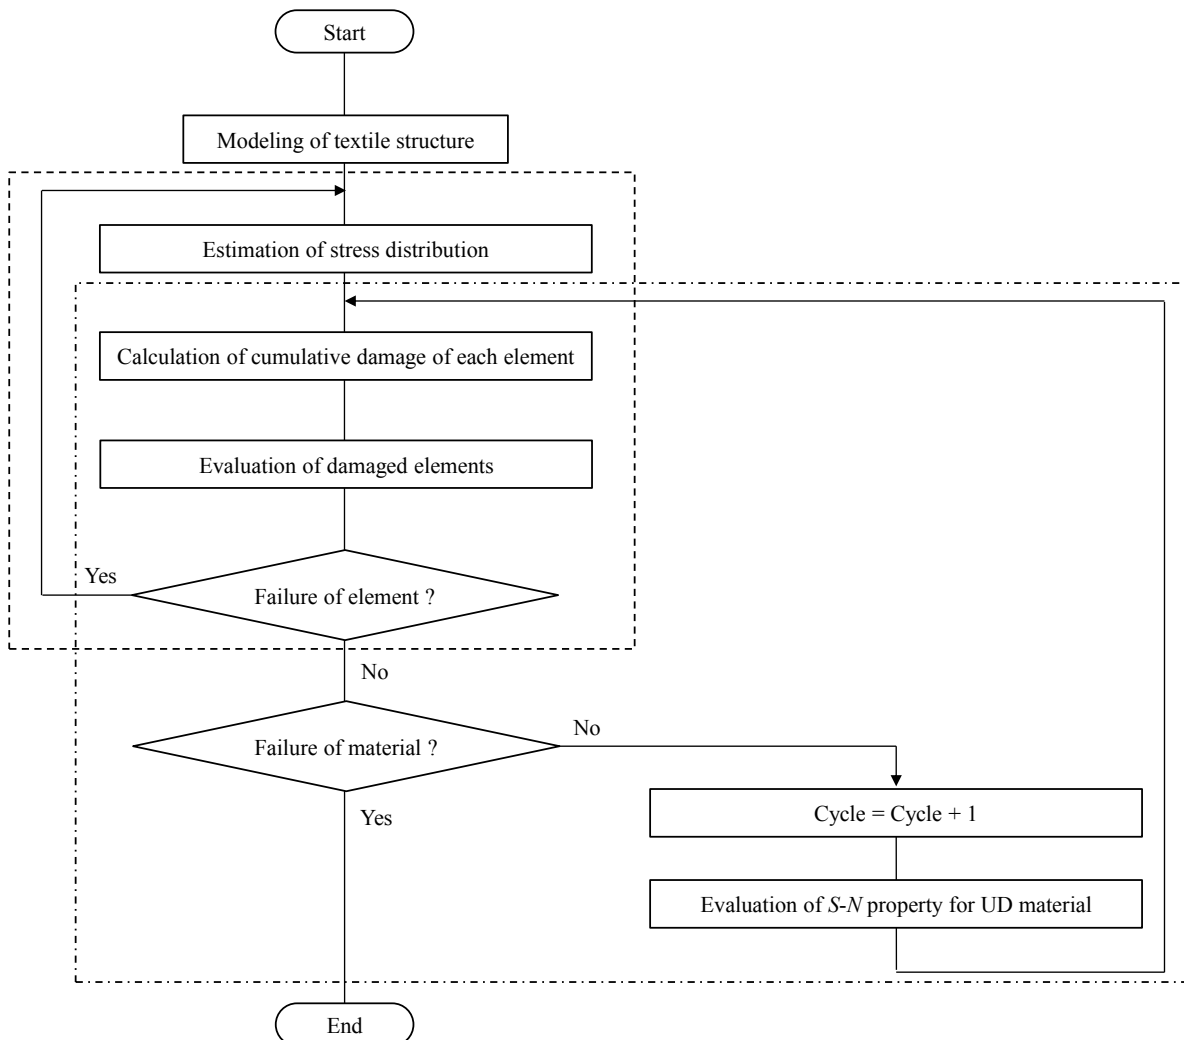 Start
Modeling of textile structure
Estimation of stress distribution
Calculation of cumulative damage of each element
Evaluation of damaged elements
Yes
Failure of element ?
No
Failure of material ?
No
Yes
Cycle = Cycle + 1
Evaluation of S-N property for UD material
End